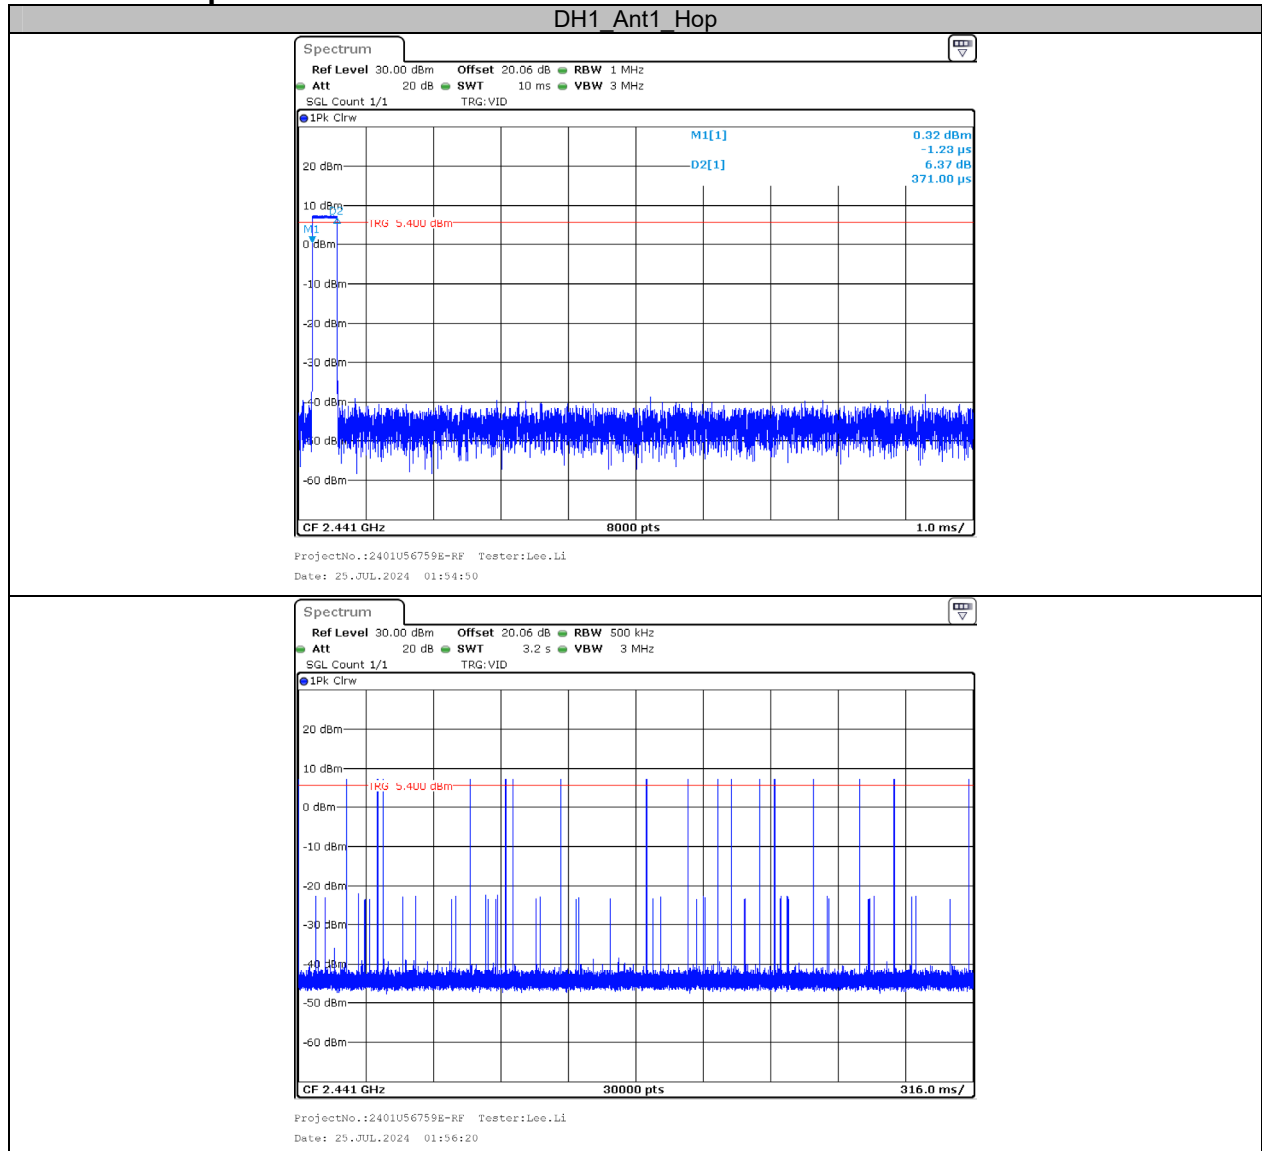 DH1_Ant1_Hop
Spectrum
Ref Level 30.00 dBm Offset 20.06 dB RBW 1 MHz
Att 20 dB SWT 10 ms VBW 3 MHz
SGL Count 1/1 TRG:VID
1Pk Clrw
M1[1] 0.32 dBm
-1.23 µs
D2[1] 6.37 dB
371.00 µs
20 dBm
10 dBm
D2
TRG 5.400 dBm
M1
0 dBm
-10 dBm
-20 dBm
-30 dBm
-40 dBm
-50 dBm
-60 dBm
CF 2.441 GHz 8000 pts 1.0 ms/
ProjectNo.:2401U56759E-RF Tester:Lee.Li
Date: 25.JUL.2024 01:54:50
Spectrum
Ref Level 30.00 dBm Offset 20.06 dB RBW 500 kHz
Att 20 dB SWT 3.2 s VBW 3 MHz
SGL Count 1/1 TRG:VID
1Pk Clrw
20 dBm
10 dBm
TRG 5.400 dBm
0 dBm
-10 dBm
-20 dBm
-30 dBm
-40 dBm
-50 dBm
-60 dBm
CF 2.441 GHz 30000 pts 316.0 ms/
ProjectNo.:2401U56759E-RF Tester:Lee.Li
Date: 25.JUL.2024 01:56:20